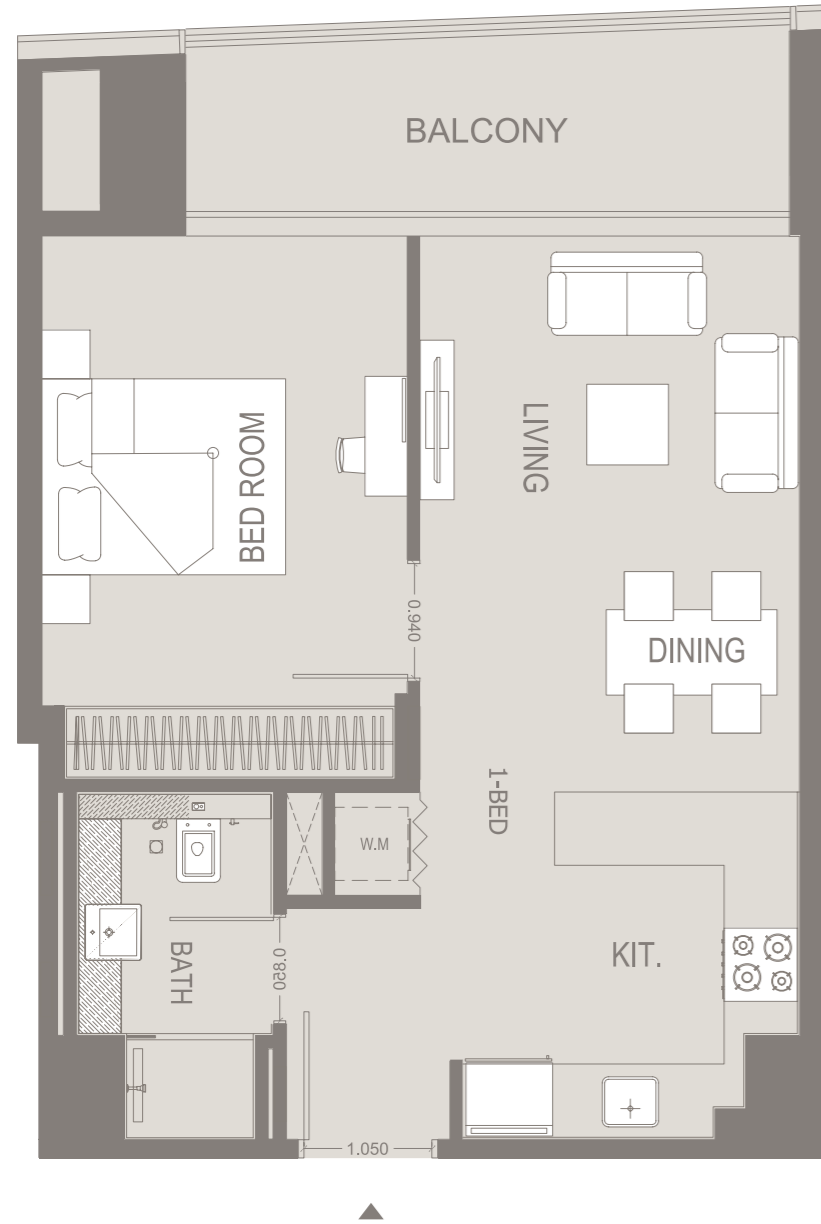 BALCONY
LIVING
BED ROOM
0.940
DINING
1-BED
W.M
KIT.
BATH
0.850
1.050